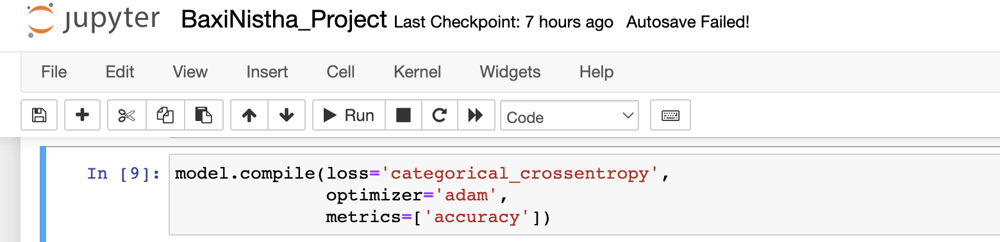 jupyter BaxiNistha_Project Last Checkpoint: 7 hours ago Autosave Failed!
File Edit View Insert Cell Kernel Widgets Help
Run Code
In [9]: model.compile(loss='categorical_crossentropy',
optimizer='adam',
metrics=['accuracy'])